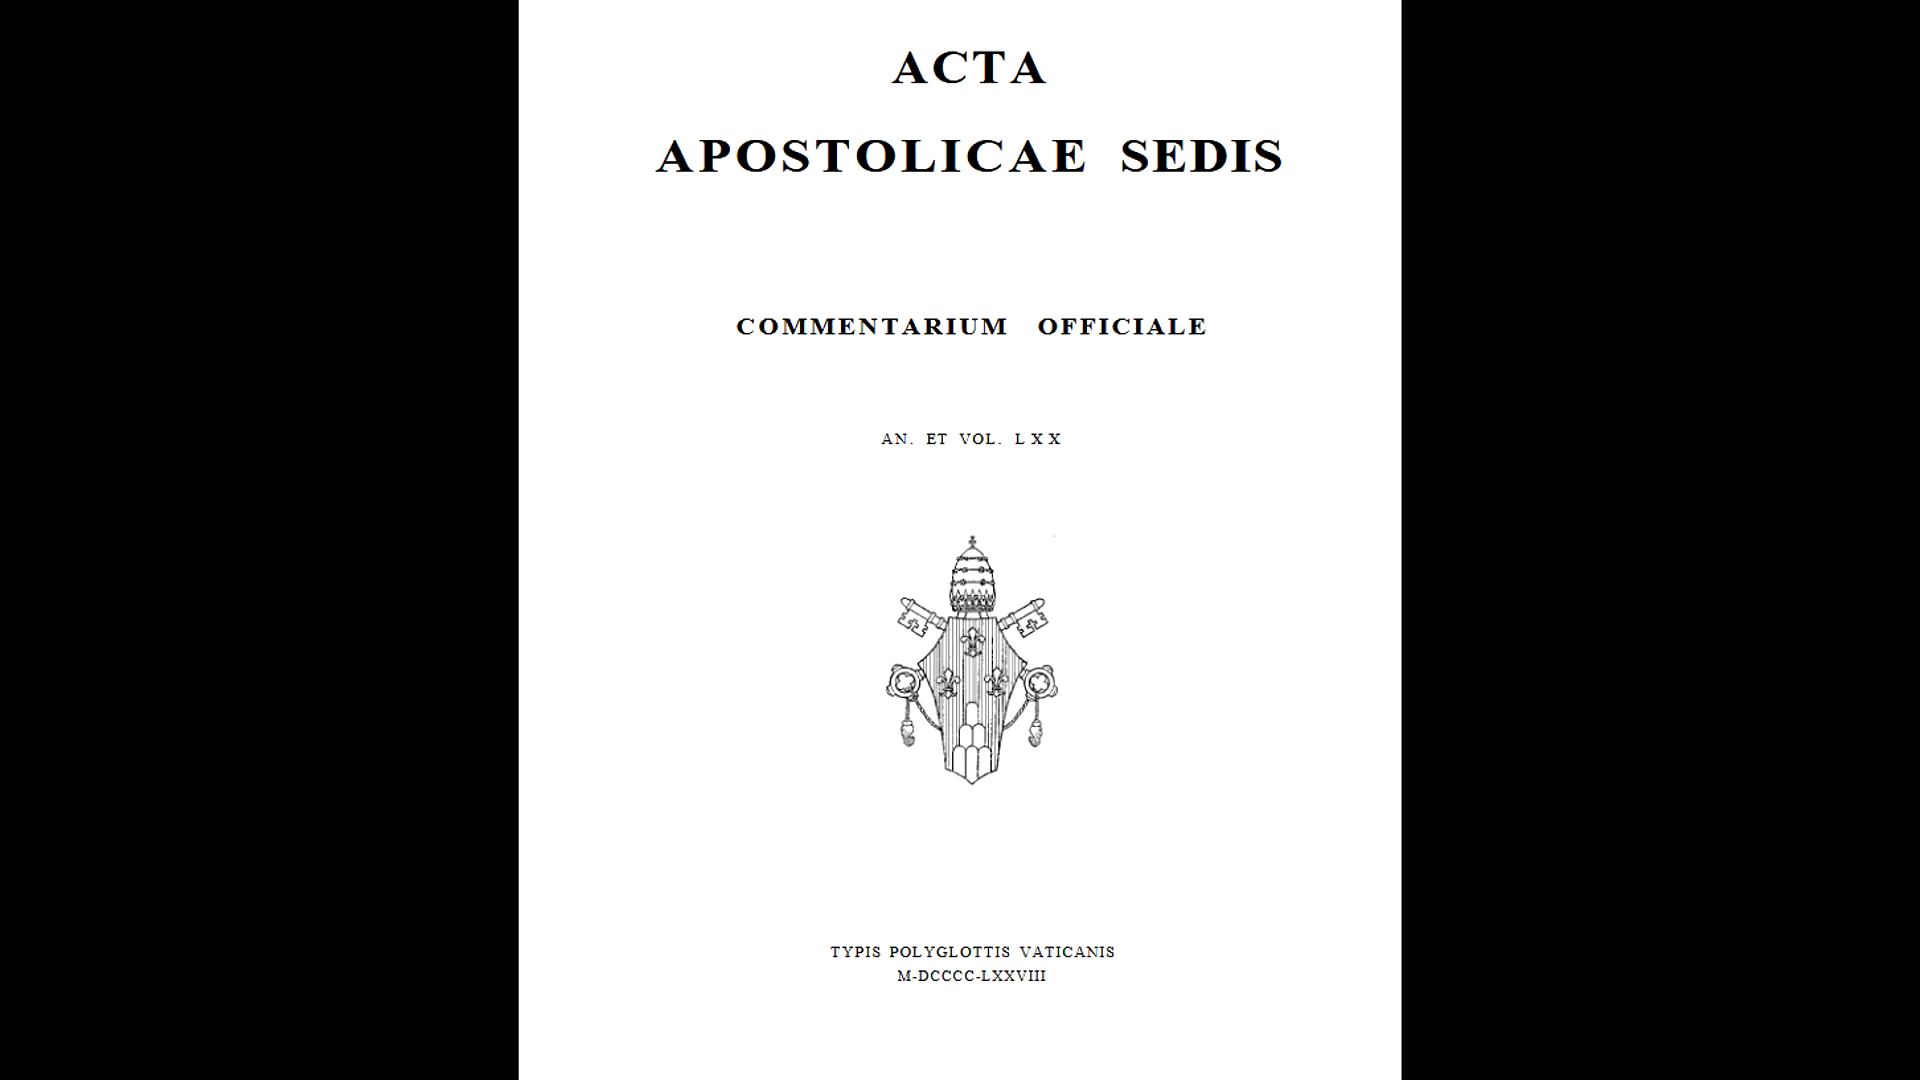 ACTA
APOSTOLICAE SEDIS
COMMENTARIUM OFFICIALE
AN. ET VOL. LXX
TYPIS POLYGLOTTIS VATICANIS
M-DCCCC-LXXVIII